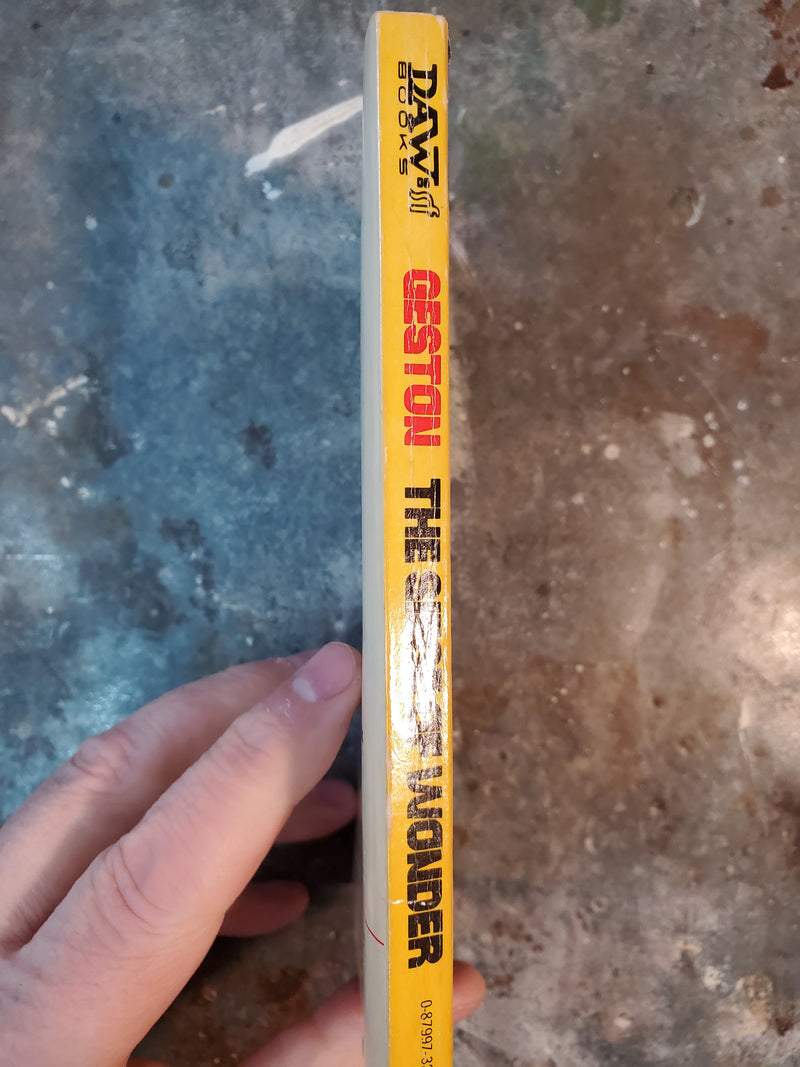 DAW
BOOKS
GESTON
THE WONDER
0-87997-3